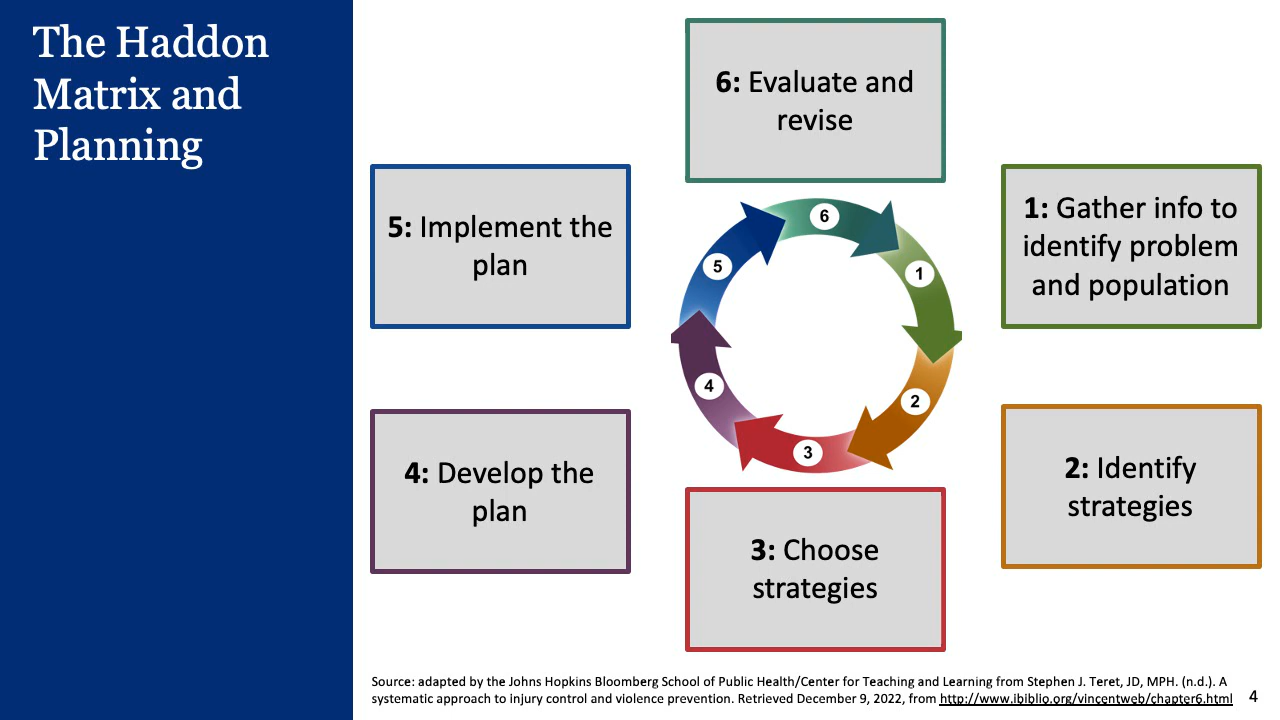 The Haddon
Matrix and
Planning
6: Evaluate and
revise
5: Implement the
plan
1: Gather info to
identify problem
and population
6
5
1
4
2
3
4: Develop the
plan
2: Identify
strategies
3: Choose
strategies
Source: adapted by the Johns Hopkins Bloomberg School of Public Health/Center for Teaching and Learning from Stephen J. Teret, JD, MPH. (n.d.). A
systematic approach to injury control and violence prevention. Retrieved December 9, 2022, from http://www.ibiblio.org/vincentweb/chapter6.html
4